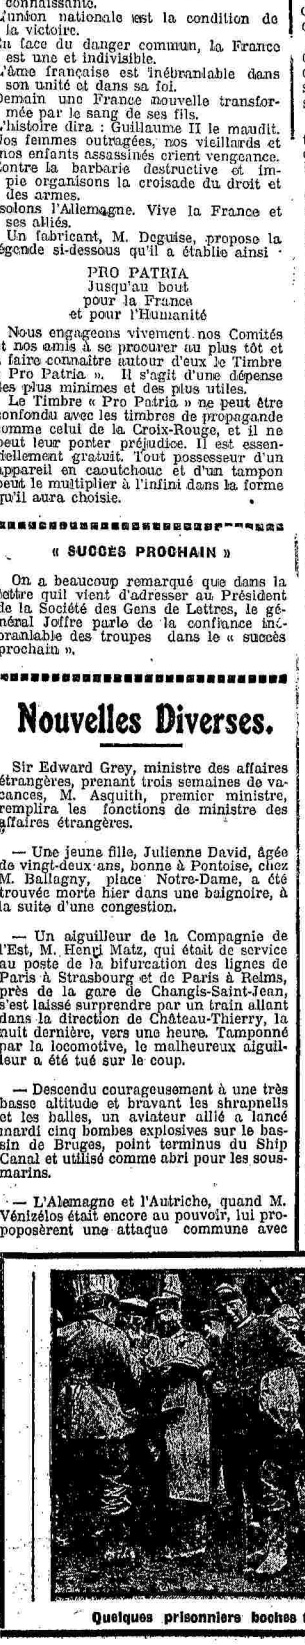 connaissante.
L'union nationale est la condition de
la victoire.
En face du danger commun, la France
est une et indivisible.
L'âme française est inébranlable dans
son unité et dans sa foi.
Demain une France nouvelle transfor-
mée par le sang de ses fils.
L'histoire dira : Guillaume II le maudit.
Nos femmes outragées, nos vieillards et
nos enfants assassinés crient vengeance.
Contre la barbarie destructive et im-
pie organisons la croisade du droit et
des armes.
Isolons l'Allemagne. Vive la France et
ses alliés.
Un fabricant, M. Deguise, propose la
légende si-dessous qu'il a établie ainsi :
PRO PATRIA
Jusqu'au bout
pour la France
et pour l'Humanité
Nous engageons vivement nos Comités
et nos amis à se procurer au plus tôt et
à faire connaitre autour d'eux le Timbre
« Pro Patria ». Il s'agit d'une dépense
des plus minimes et des plus utiles.
Le Timbre « Pro Patria » ne peut être
confondu avec les timbres de propagande
comme celui de la Croix-Rouge, et il ne
peut leur porter préjudice. Il est essen-
tiellement gratuit. Tout possesseur d'un
appareil en caoutchouc et d'un tampon
peut le multiplier à l'infini dans la forme
qu'il aura choisie.
« SUCCÈS PROCHAIN »
On a beaucoup remarqué que dans la
lettre quil vient d'adresser au Président
de la Société des Gens de Lettres, le gé-
néral Joffre parle de la confiance iné-
branlable des troupes dans le « succès
prochain ».
Nouvelles Diverses.
Sir Edward Grey, ministre des affaires
étrangères, prenant trois semaines de va-
cances, M. Asquith, premier ministre,
remplira les fonctions de ministre des
affaires étrangères.
— Une jeune fille, Julienne David, âgée
de vingt-deux ans, bonne à Pontoise, chez
M. Ballagny, place Notre-Dame, a été
trouvée morte hier dans une baignoire, à
la suite d'une congestion.
— Un aiguilleur de la Compagnie de
l'Est, M. Henri Matz, qui était de service
au poste de la bifurcation des lignes de
Paris à Strasbourg et de Paris à Reims,
près de la gare de Changis-Saint-Jean,
s'est laissé surprendre par un train allant
dans la direction de Château-Thierry, la
nuit dernière, vers une heure. Tamponné
par la locomotive, le malheureux aiguil-
leur a été tué sur le coup.
— Descendu courageusement à une très
basse altitude et bravant les shrapnells
et les balles, un aviateur allié a lancé
mardi cinq bombes explosives sur le bas-
sin de Bruges, point terminus du Ship
Canal et utilisé comme abri pour les sous-
marins.
— L'Alemagne et l'Autriche, quand M.
Vénizélos était encore au pouvoir, lui pro-
poposèrent une attaque commune avec
Quelques prisonniers boches